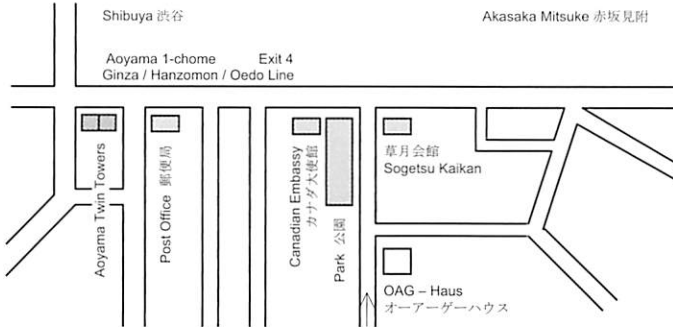 Shibuya 渋谷
Akasaka Mitsuke 赤坂見附
Aoyama 1-chome Exit 4
Ginza / Hanzomon / Oedo Line
Aoyama Twin Towers
Post Office 郵便局
Canadian Embassy
カナダ大使館
Park 公園
草月会館
Sogetsu Kaikan
OAG – Haus
オーアーゲーハウス